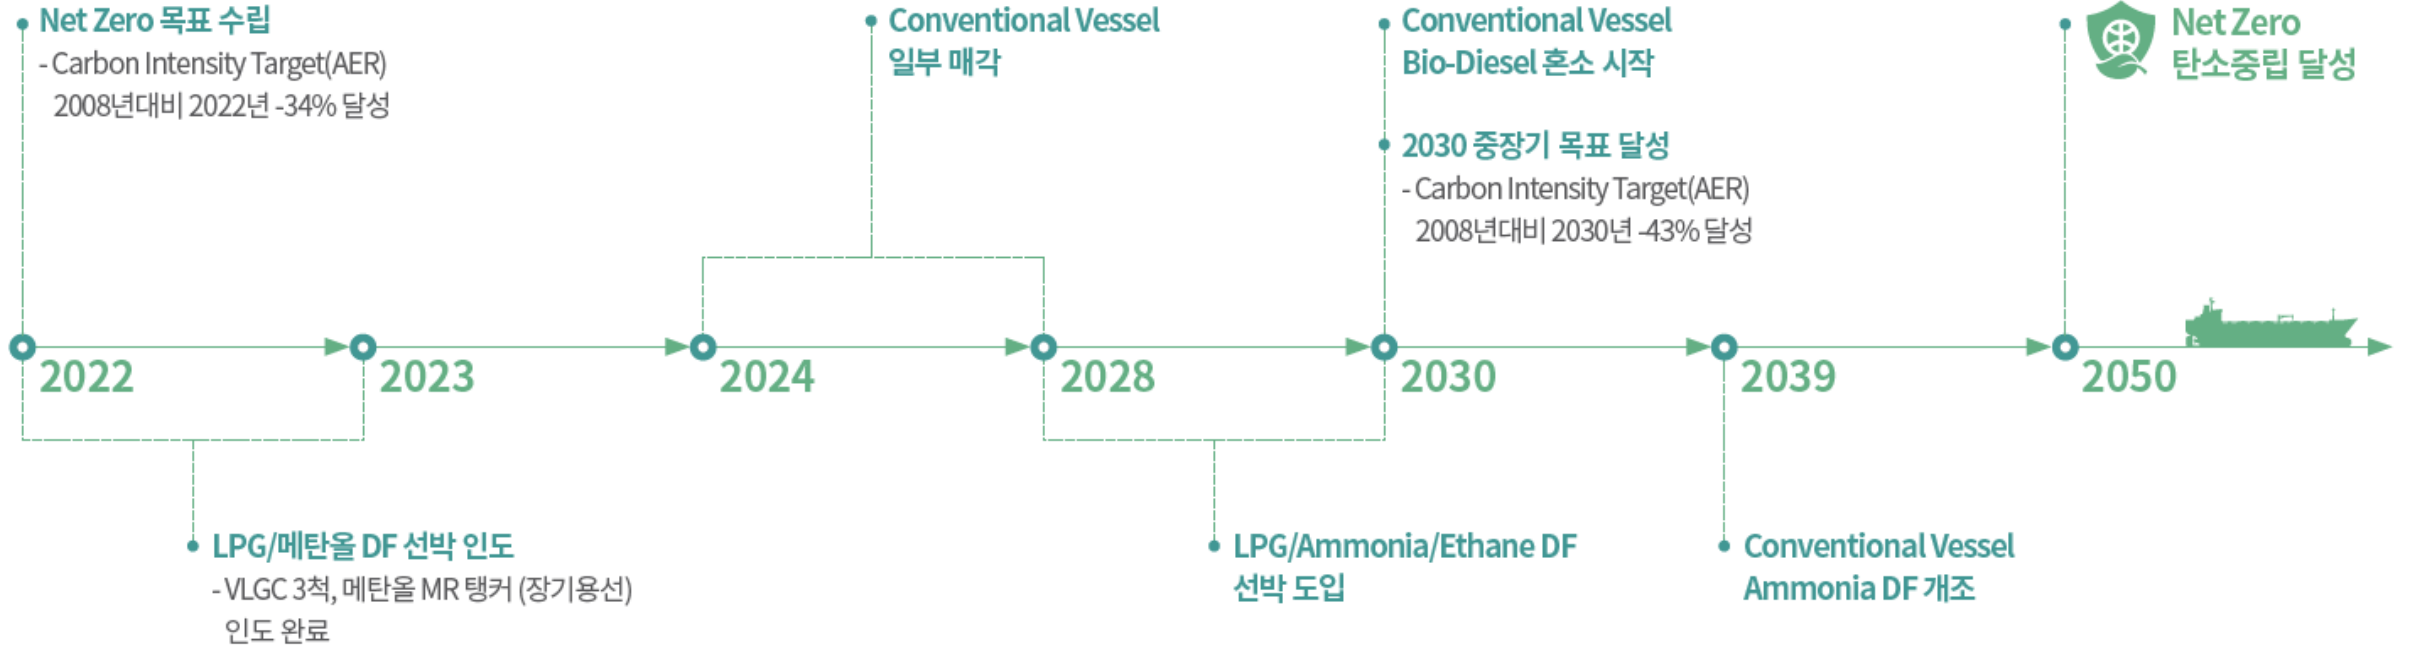 Net Zero 목표 수립
- Carbon Intensity Target(AER)
2008년대비 2022년 -34% 달성
Conventional Vessel
일부 매각
Conventional Vessel
Bio-Diesel 혼소 시작
2030 중장기 목표 달성
- Carbon Intensity Target(AER)
2008년대비 2030년 -43% 달성
Net Zero
탄소중립 달성
2022
2023
2024
2028
2030
2039
2050
LPG/메탄올 DF 선박 인도
- VLGC 3척, 메탄올 MR 탱커 (장기용선)
인도 완료
LPG/Ammonia/Ethane DF
선박 도입
Conventional Vessel
Ammonia DF 개조